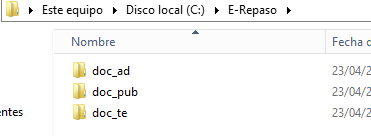 Este equipo ▸ Disco local (C:) ▸ E-Repaso ▸
Nombre Fecha d
doc_ad 23/04/2
doc_pub 23/04/2
doc_te 23/04/2
entes